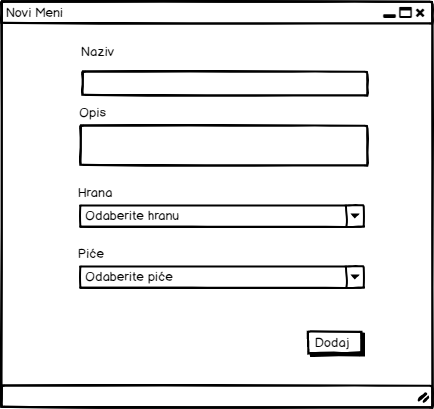 Novi Meni
Naziv
Opis
Hrana
Odaberite hranu
Piće
Odaberite piće
Dodaj